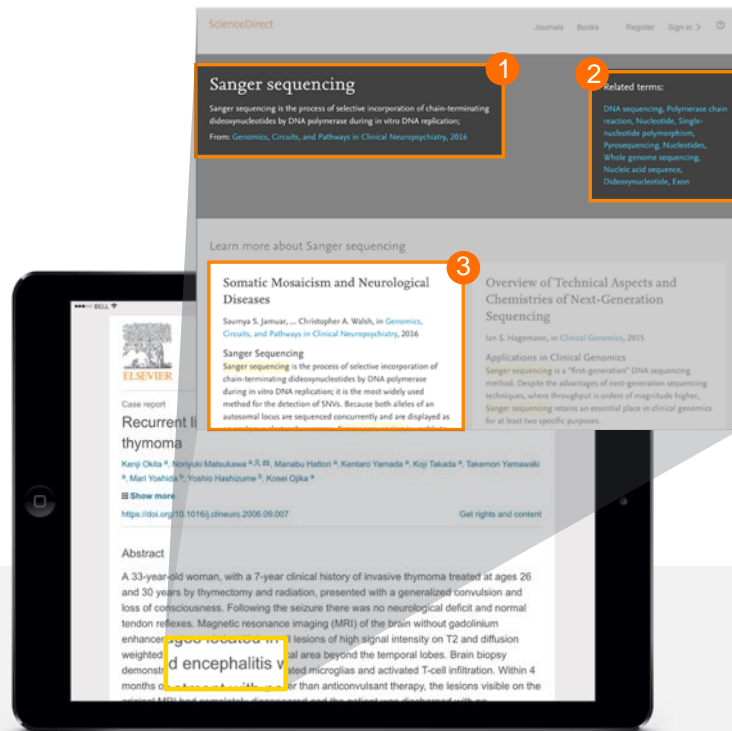 ScienceDirect
Journals Books Register Sign in >
1
Sanger sequencing
Sanger sequencing is the process of selective incorporation of chain-terminating
dideoxynucleotides by DNA polymerase during in vitro DNA replication;
From: Genomics, Circuits, and Pathways in Clinical Neuropsychiatry, 2016
2
Related terms:
DNA sequencing, Polymerase chain
reaction, Nucleotide, Single-
nucleotide polymorphism,
Pyrosequencing, Nucleotides,
Whole genome sequencing,
Nucleic acid sequence,
Dideoxynucleotide, Exon
Learn more about Sanger sequencing
3
Somatic Mosaicism and Neurological
Diseases
Saumya S. Jamuar, ... Christopher A. Walsh, in Genomics,
Circuits, and Pathways in Clinical Neuropsychiatry, 2016
Sanger Sequencing
Sanger sequencing is the process of selective incorporation of
chain-terminating dideoxynucleotides by DNA polymerase
during in vitro DNA replication; it is the most widely used
method for the detection of SNVs. Because both alleles of an
autosomal locus are sequenced concurrently and are displayed as
Overview of Technical Aspects and
Chemistries of Next-Generation
Sequencing
Ian S. Hagemann, in Clinical Genomics, 2015
Applications in Clinical Genomics
Sanger sequencing is a "first-generation" DNA sequencing
method. Despite the advantages of next-generation sequencing
techniques, where throughput is orders of magnitude higher,
Sanger sequencing retains an essential place in clinical genomics
for at least two specific purposes.
BELL
ELSEVIER
Case report
Recurrent li
thymoma
Kenji Okita a, Noriyuki Matsukawa a, Manabu Hattori a, Kentaro Yamada a, Koji Takada a, Takemori Yamawaki
a, Mari Yoshida b, Yoshio Hashizume b, Kosei Ojika a
Show more
https://doi.org/10.1016/j.clineuro.2006.09.007 Get rights and content
Abstract
A 33-year-old woman, with a 7-year clinical history of invasive thymoma treated at ages 26
and 30 years by thymectomy and radiation, presented with a generalized convulsion and
loss of consciousness. Following the seizure there was no neurological deficit and normal
tendon reflexes. Magnetic resonance imaging (MRI) of the brain without gadolinium
enhancer lesions of high signal intensity on T2 and diffusion
weighted cal area beyond the temporal lobes. Brain biopsy
d encephalitis w
demonst ated microglias and activated T-cell infiltration. Within 4
months o er than anticonvulsant therapy, the lesions visible on the